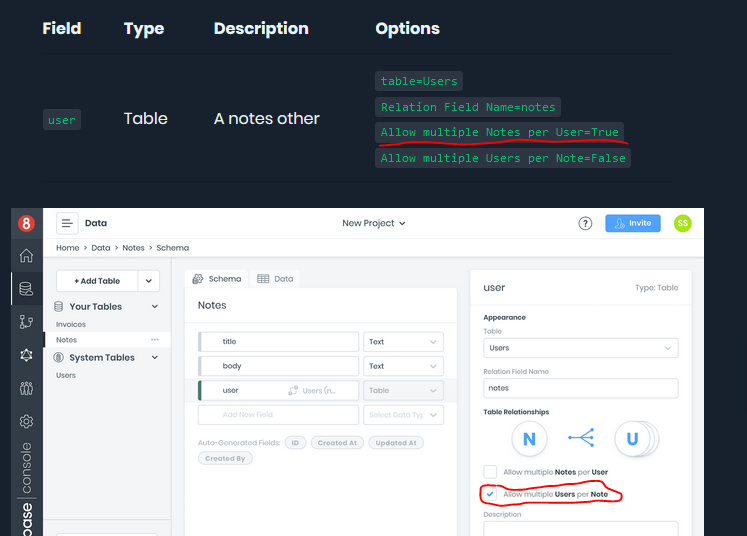 Field Type Description Options
table=Users
Relation Field Name=notes
user Table A notes other
Allow multiple Notes per User=True
Allow multiple Users per Note=False
8 Data New Project ? Invite SS
Home > Data > Notes > Schema
+ Add Table
Schema Data
user Type: Table
Your Tables
Notes
Appearance
Invoices
Table
Notes ...
title Text
Users
System Tables
body Text
Relation Field Name
Users
user Users (n... Table
notes
Add New Field Select Data Typ
Table Relationships
Auto-Generated Fields: ID Created At Updated At
N U
Created By
Allow multiple Notes per User
Allow multiple Users per Note
Description
base console